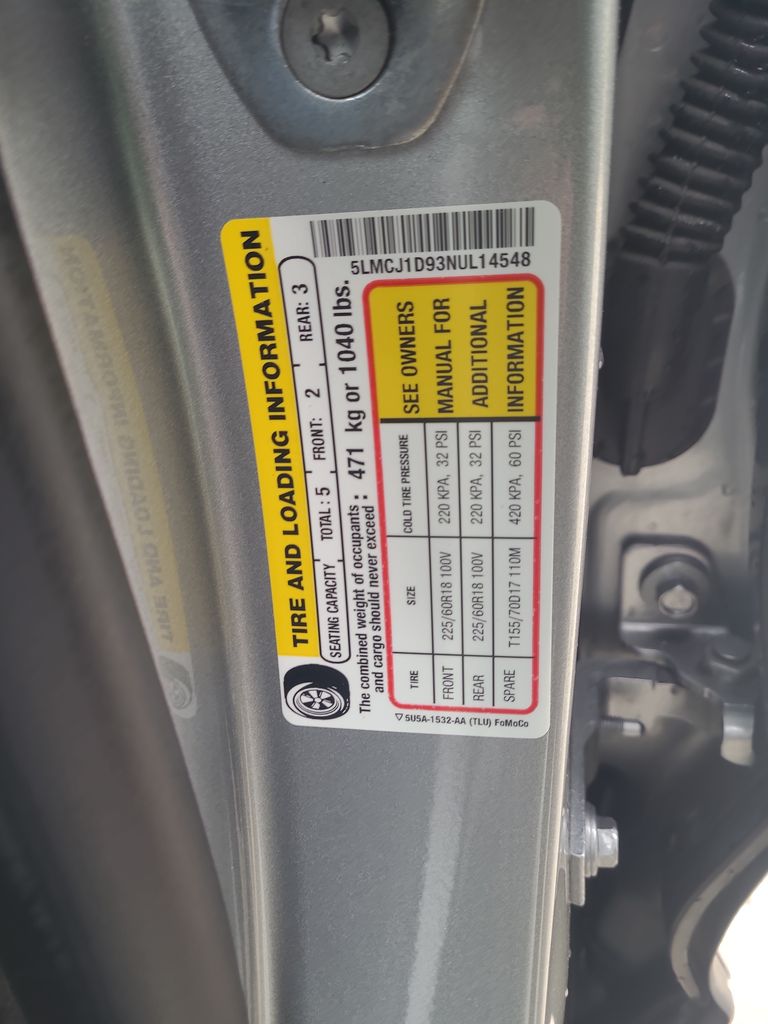 TIRE AND LOADING INFORMATION
SEATING CAPACITY TOTAL : 5 FRONT: 2 REAR: 3
The combined weight of occupants and cargo should never exceed : 471 kg or 1040 lbs.
5LMCJ1D93NUL14548
TIRE SIZE COLD TIRE PRESSURE
FRONT 225/60R18 100V 220 KPA, 32 PSI
REAR 225/60R18 100V 220 KPA, 32 PSI
SPARE T155/70D17 110M 420 KPA, 60 PSI
SEE OWNERS
MANUAL FOR
ADDITIONAL
INFORMATION
5U5A-1532-AA (TLU) FoMoCo